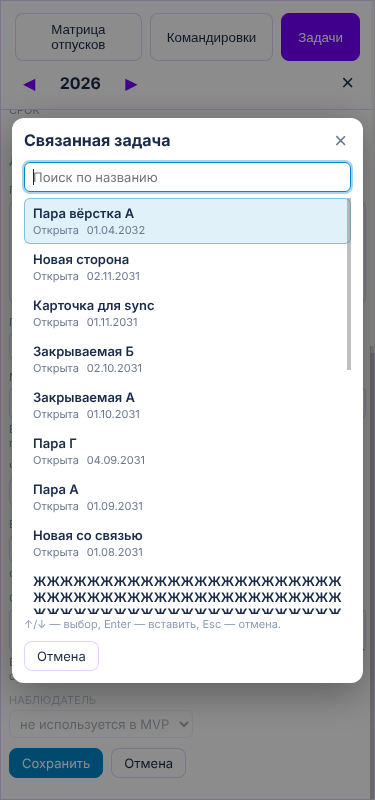 Матрица
отпусков
Командировки
Задачи
◀ 2026 ▶ ✕
СРОК
Связанная задача ✕
Поиск по названию
Пара вёрстка А
Открыта 01.04.2032
Новая сторона
Открыта 02.11.2031
Карточка для sync
Открыта 01.11.2031
Закрываемая Б
Открыта 02.10.2031
Закрываемая А
Открыта 01.10.2031
Пара Г
Открыта 04.09.2031
Пара А
Открыта 01.09.2031
Новая со связью
Открыта 01.08.2031
ЖЖЖЖЖЖЖЖЖЖЖЖЖЖЖЖЖЖЖЖЖЖЖ
ЖЖЖЖЖЖЖЖЖЖЖЖЖЖЖЖЖЖЖЖЖЖЖ
ЖЖЖЖЖЖЖЖЖЖЖЖЖЖЖЖЖЖЖЖЖЖЖ
↑/↓ — выбор, Enter — вставить, Esc — отмена.
Отмена
НАБЛЮДАТЕЛЬ
не используется в MVP
Сохранить
Отмена